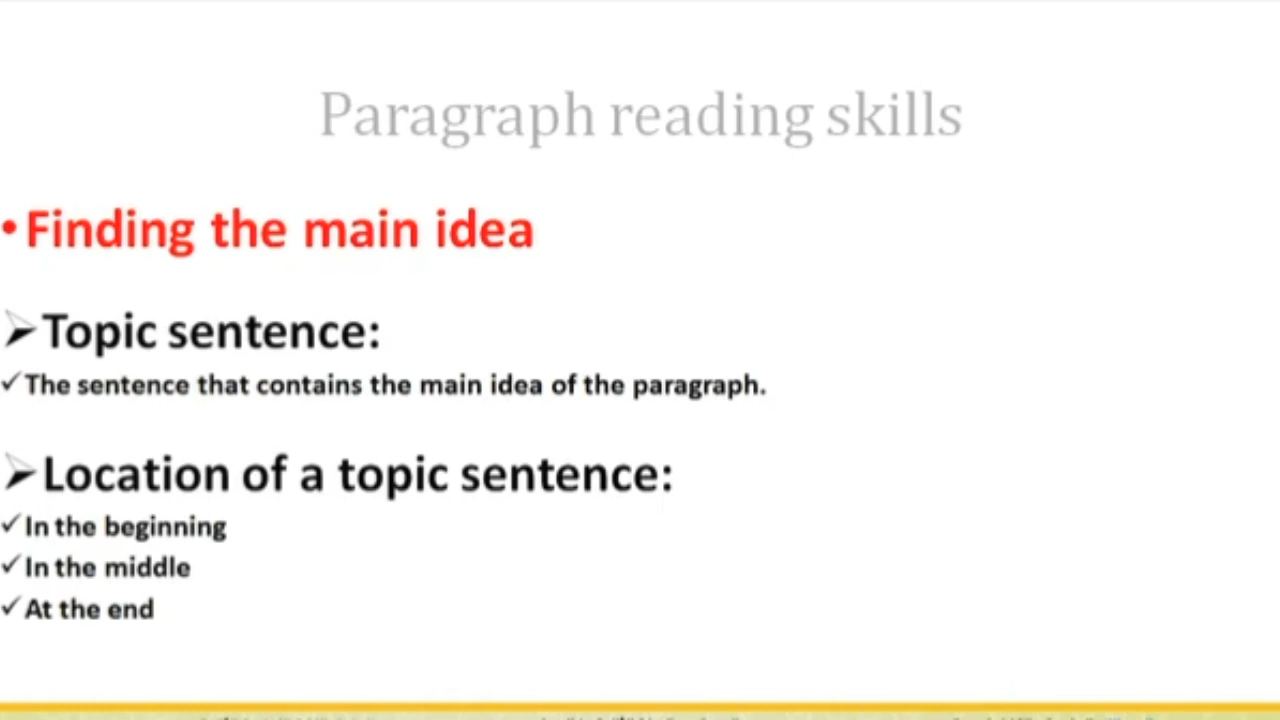 Paragraph reading skills
•Finding the main idea
➢Topic sentence:
✓The sentence that contains the main idea of the paragraph.
➢Location of a topic sentence:
✓In the beginning
✓In the middle
✓At the end